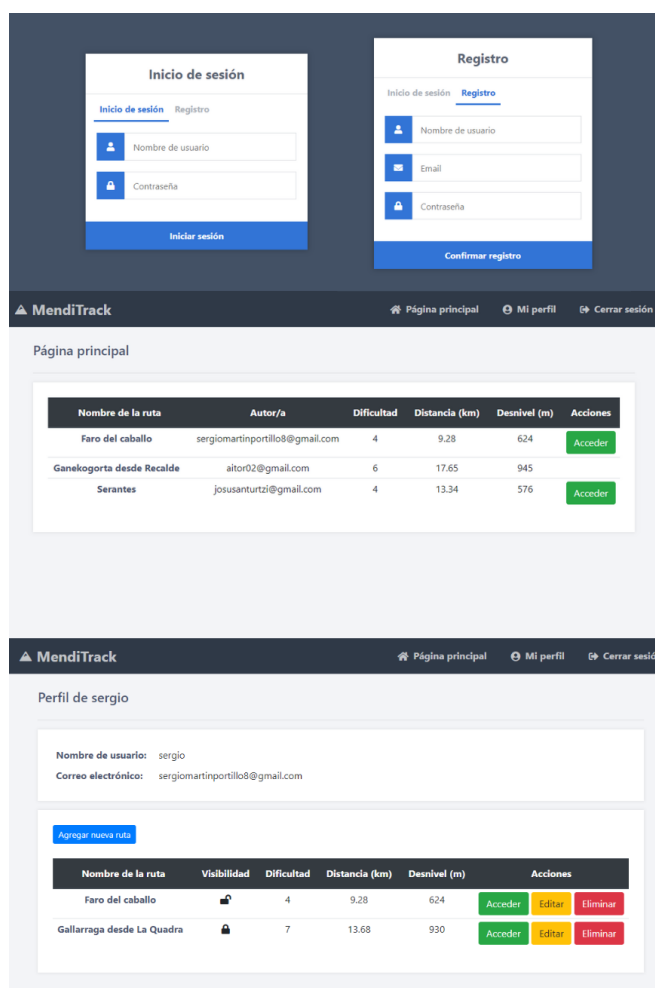 Inicio de sesión
Inicio de sesión Registro
Nombre de usuario
Contraseña
Iniciar sesión
Registro
Inicio de sesión Registro
Nombre de usuario
Email
Contraseña
Confirmar registro
MendiTrack Página principal Mi perfil Cerrar sesión
Página principal
Nombre de la ruta Autor/a Dificultad Distancia (km) Desnivel (m) Acciones
Faro del caballo sergiomartinportillo8@gmail.com 4 9.28 624 Acceder
Ganekogorta desde Recalde aitor02@gmail.com 6 17.65 945
Serantes josusanturtzi@gmail.com 4 13.34 576 Acceder
MendiTrack Página principal Mi perfil Cerrar sesió
Perfil de sergio
Nombre de usuario: sergio
Correo electrónico: sergiomartinportillo8@gmail.com
Agregar nueva ruta
Nombre de la ruta Visibilidad Dificultad Distancia (km) Desnivel (m) Acciones
Faro del caballo 4 9.28 624 Acceder Editar Eliminar
Gallarraga desde La Quadra 7 13.68 930 Acceder Editar Eliminar